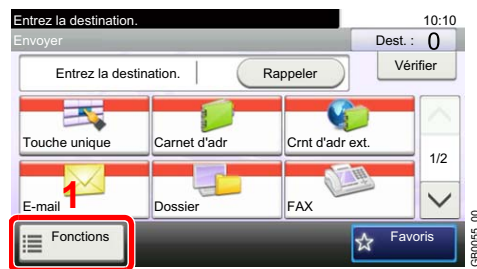 Entrez la destination.
10:10
Envoyer
Dest. : 0
Entrez la destination.
Rappeler
Vérifier
Touche unique
Carnet d'adr
Crnt d'adr ext.
1/2
E-mail
1
Dossier
FAX
Fonctions
Favoris
GB0055_00